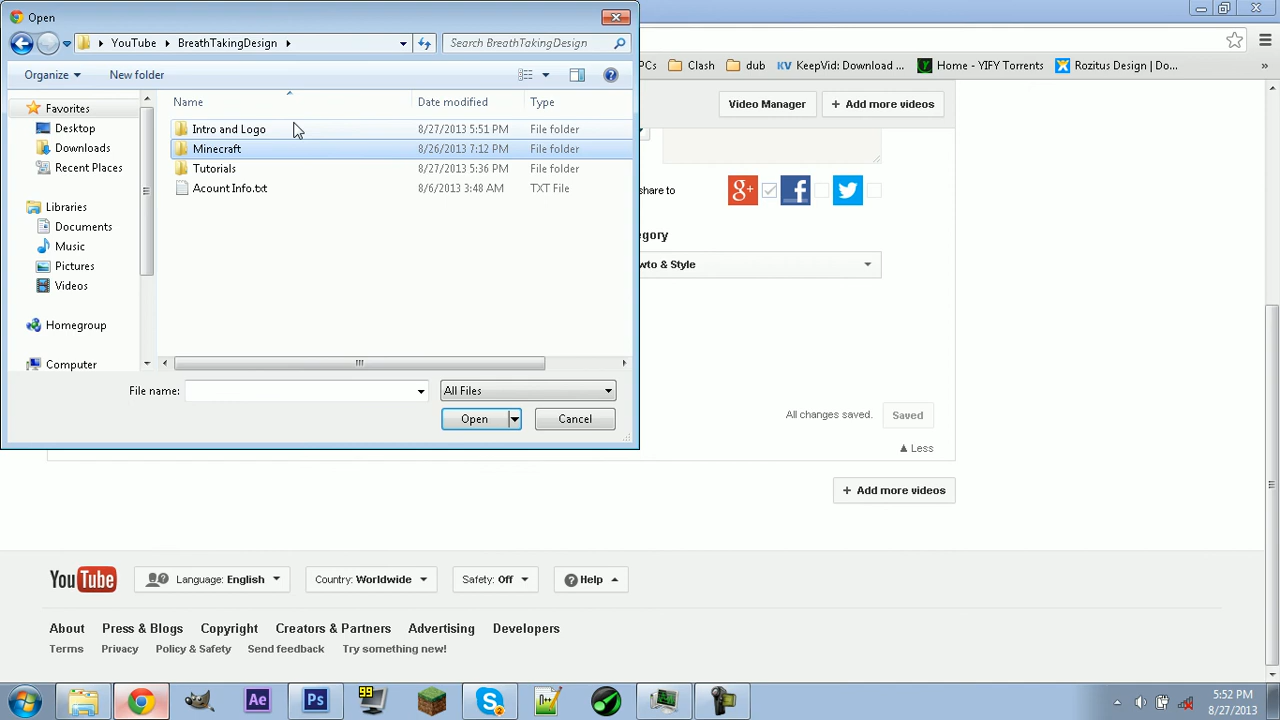 Open
YouTube BreathTakingDesign
Search BreathTakingDesign
Organize New folder
PCs Clash dub KV KeepVid: Download ... Home - YIFY Torrents Rozitus Design | Do... »
Name Date modified Type
Favorites
Desktop
Downloads
Recent Places
Libraries
Documents
Music
Pictures
Videos
Homegroup
Computer
Intro and Logo 8/27/2013 5:51 PM File folder
Minecraft 8/26/2013 7:12 PM File folder
Tutorials 8/27/2013 5:36 PM File folder
Acount Info.txt 8/6/2013 3:48 AM TXT File
File name: All Files
Open Cancel
Video Manager + Add more videos
share to g+ f
egory
wto & Style
All changes saved. Saved
Less
+ Add more videos
YouTube Language: English Country: Worldwide Safety: Off Help
About Press & Blogs Copyright Creators & Partners Advertising Developers
Terms Privacy Policy & Safety Send feedback Try something new!
Ae Ps 99
5:52 PM
8/27/2013